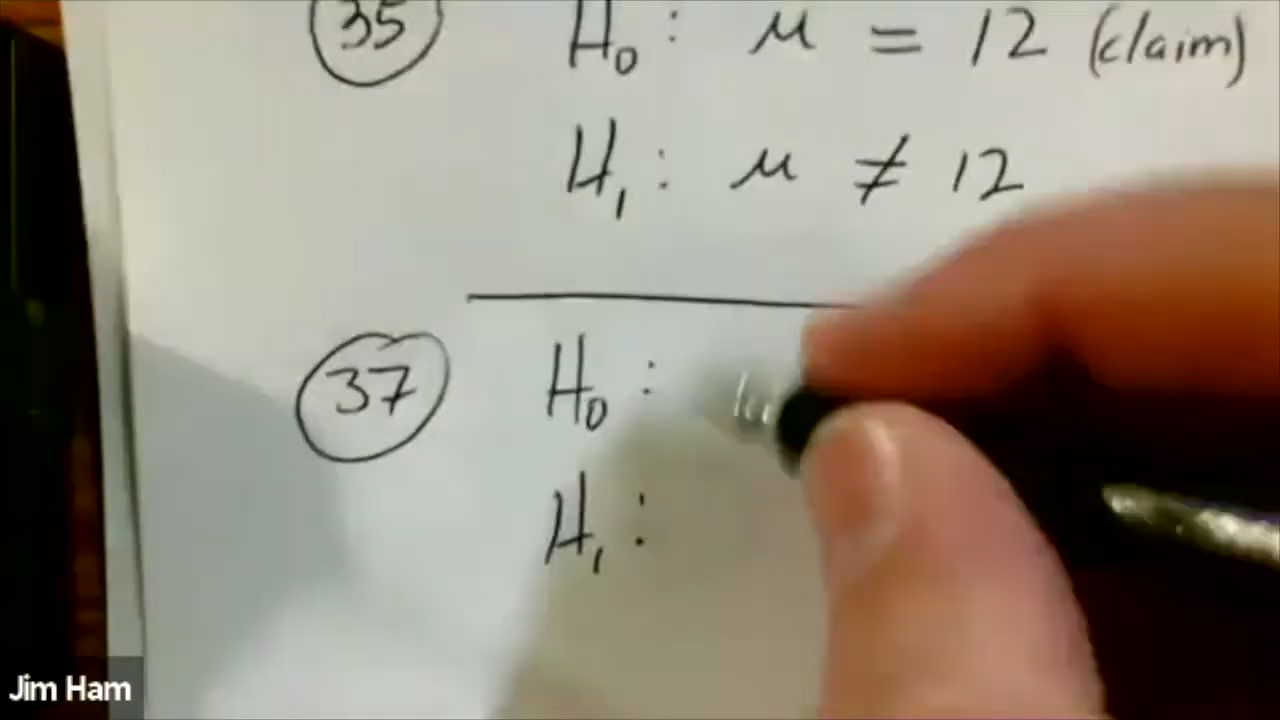 35 H₀: μ = 12 (claim)
H₁: μ ≠ 12
37 H₀:
H₁:
Jim Ham